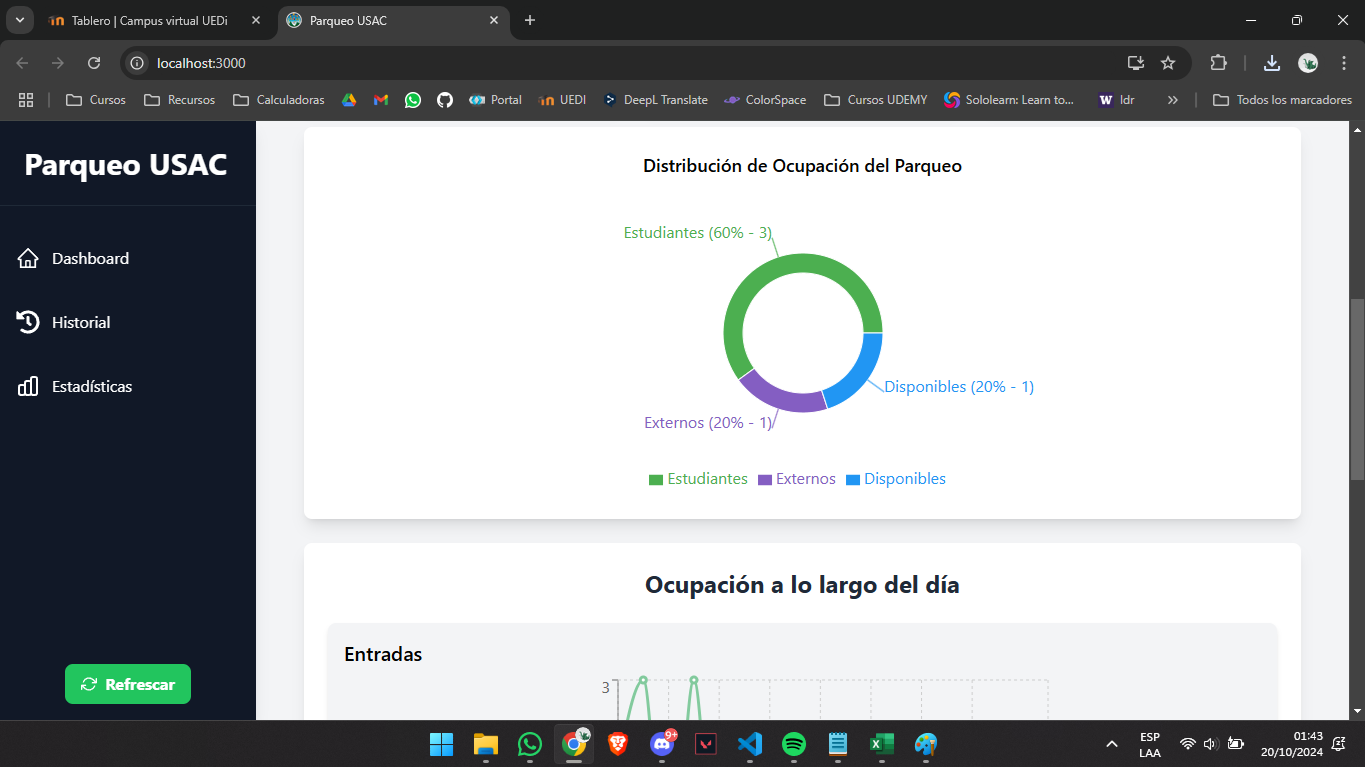 Tablero | Campus virtual UEDi
Parqueo USAC
localhost:3000
Cursos
Recursos
Calculadoras
Portal
UEDI
DeepL Translate
ColorSpace
Cursos UDEMY
Sololearn: Learn to...
W
Idr
Todos los marcadores
Parqueo USAC
Dashboard
Historial
Estadísticas
Refrescar
Distribución de Ocupación del Parqueo
Estudiantes (60% - 3)
Disponibles (20% - 1)
Externos (20% - 1)
Estudiantes
Externos
Disponibles
Ocupación a lo largo del día
Entradas
3
9+
ESP
LAA
01:43
20/10/2024